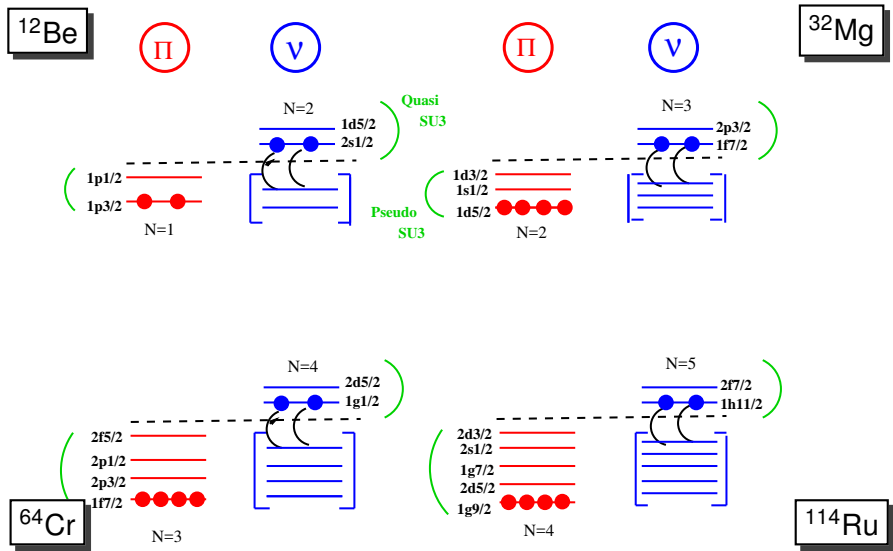 12Be
Π
ν
Π
ν
32Mg
N=2
1d5/2
2s1/2
Quasi
SU3
1p1/2
1p3/2
N=1
N=3
2p3/2
1f7/2
1d3/2
1s1/2
1d5/2
Pseudo
SU3
N=2
N=4
2d5/2
1g1/2
2f5/2
2p1/2
2p3/2
1f7/2
N=3
64Cr
N=5
2f7/2
1h11/2
2d3/2
2s1/2
1g7/2
2d5/2
1g9/2
N=4
114Ru